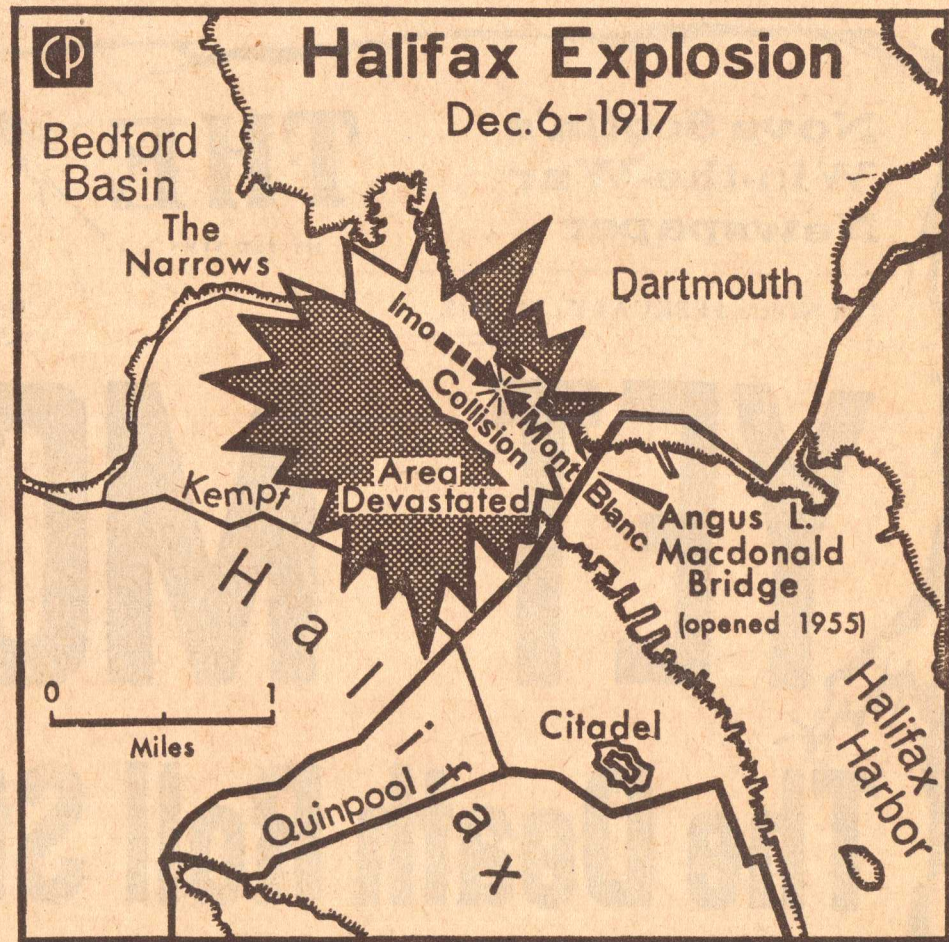 CP
Halifax Explosion
Dec. 6-1917
Bedford
Basin
The
Narrows
Dartmouth
Imo
Collision
Mont
Blanc
Area
Devastated
Kempt
Angus L.
Macdonald
Bridge
(opened 1955)
Halifax
0 1
Miles
Citadel
Quinpool
Halifax
Harbor